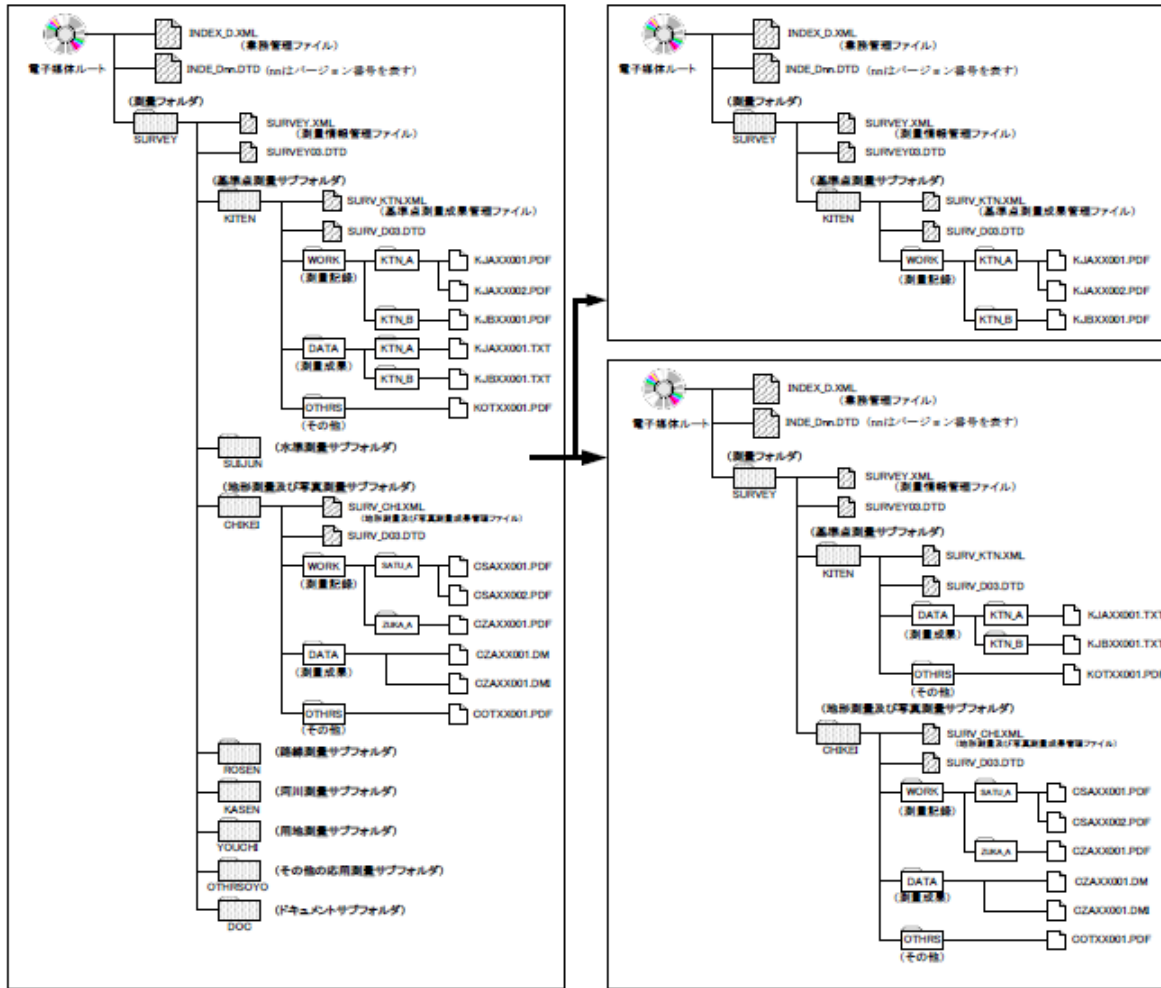 INDEX_D.XML
(業務管理ファイル)
電子媒体ルート
INDE_Dnn.DTD (nnはバージョン番号を表す)
(測量フォルダ)
SURVEY
SURVEY.XML
(測量情報管理ファイル)
SURVEY03.DTD
(基準点測量サブフォルダ)
KITEN
SURV_KTN.XML
(基準点測量成果管理ファイル)
SURV_D03.DTD
WORK
(測量記録)
KTN_A
KJAXX001.PDF
KJAXX002.PDF
KTN_B
KJBXX001.PDF
DATA
(測量成果)
KTN_A
KJAXX001.TXT
KTN_B
KJBXX001.TXT
OTHRS
(その他)
KOTXX001.PDF
(水準測量サブフォルダ)
SUIJUN
(地形測量及び写真測量サブフォルダ)
CHIKEI
SURV_CHI.XML
(地形測量及び写真測量成果管理ファイル)
SURV_D03.DTD
WORK
(測量記録)
SATU_A
CSAXX001.PDF
CSAXX002.PDF
ZUKA_A
CZAXX001.PDF
DATA
(測量成果)
CZAXX001.DM
CZAXX001.DMI
OTHRS
(その他)
COTXX001.PDF
(路線測量サブフォルダ)
ROSEN
(河川測量サブフォルダ)
KASEN
(用地測量サブフォルダ)
YOUCHI
(その他の応用測量サブフォルダ)
OTHRSOYO
(ドキュメントサブフォルダ)
DOC
INDEX_D.XML
(業務管理ファイル)
電子媒体ルート
INDE_Dnn.DTD (nnはバージョン番号を表す)
(測量フォルダ)
SURVEY
SURVEY.XML
(測量情報管理ファイル)
SURVEY03.DTD
(基準点測量サブフォルダ)
KITEN
SURV_KTN.XML
(基準点測量成果管理ファイル)
SURV_D03.DTD
WORK
(測量記録)
KTN_A
KJAXX001.PDF
KJAXX002.PDF
KTN_B
KJBXX001.PDF
INDEX_D.XML
(業務管理ファイル)
電子媒体ルート
INDE_Dnn.DTD (nnはバージョン番号を表す)
(測量フォルダ)
SURVEY
SURVEY.XML
(測量情報管理ファイル)
SURVEY03.DTD
(基準点測量サブフォルダ)
KITEN
SURV_KTN.XML
SURV_D03.DTD
DATA
(測量成果)
KTN_A
KJAXX001.TXT
KTN_B
KJBXX001.TXT
OTHRS
(その他)
KOTXX001.PDF
(地形測量及び写真測量サブフォルダ)
CHIKEI
SURV_CHI.XML
(地形測量及び写真測量成果管理ファイル)
SURV_D03.DTD
WORK
(測量記録)
SATU_A
CSAXX001.PDF
CSAXX002.PDF
ZUKA_A
CZAXX001.PDF
DATA
(測量成果)
CZAXX001.DM
CZAXX001.DMI
OTHRS
(その他)
COTXX001.PDF